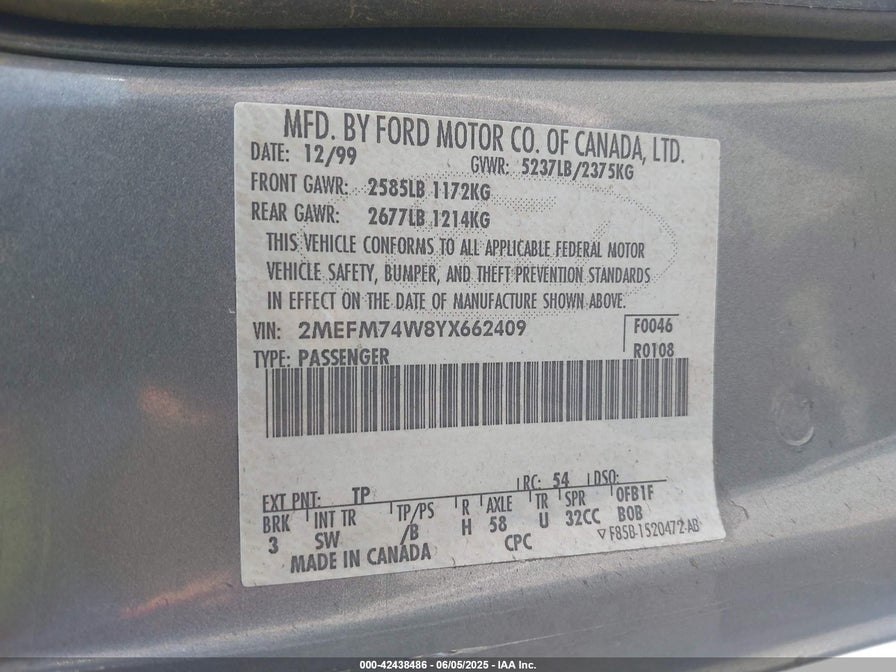 MFD. BY FORD MOTOR CO. OF CANADA, LTD.
DATE: 12/99 GVWR: 5237LB/2375KG
FRONT GAWR: 2585LB 1172KG
REAR GAWR: 2677LB 1214KG
THIS VEHICLE CONFORMS TO ALL APPLICABLE FEDERAL MOTOR
VEHICLE SAFETY, BUMPER, AND THEFT PREVENTION STANDARDS
IN EFFECT ON THE DATE OF MANUFACTURE SHOWN ABOVE.
VIN: 2MEFM74W8YX662409 F0046
TYPE: PASSENGER R0108
EXT PNT: TP RC: 54 DSO:
BRK INT TR TP/PS R AXLE TR SPR 0FB1F
3 SW /B H 58 U 32CC BOB
MADE IN CANADA CPC F85B-1520472-AB
000-42438486 - 06/05/2025 - IAA Inc.